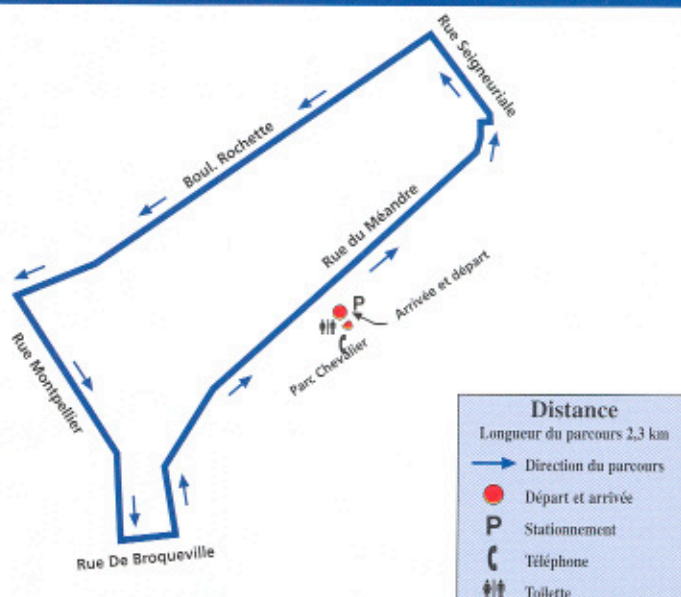 Rue Seigneuriale
Boul. Rochette
Rue du Méandre
Arrivée et départ
P
Parc Chevalier
Rue Montpellier
Rue De Broqueville
Distance
Longueur du parcours 2,3 km
Direction du parcours
Départ et arrivée
P Stationnement
Téléphone
Toilette